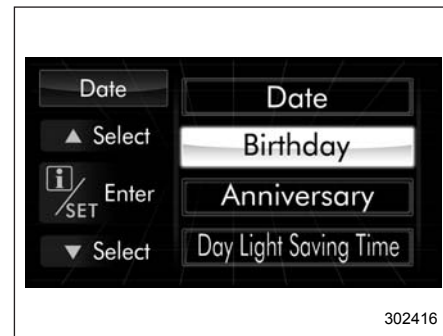 Date
▲ Select
i/SET Enter
▼ Select
Date
Birthday
Anniversary
Day Light Saving Time
302416